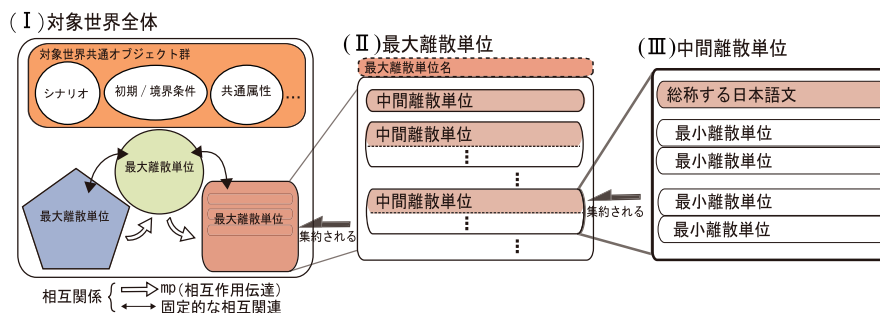 (Ⅰ)対象世界全体
対象世界共通オブジェクト群
シナリオ
初期/境界条件
共通属性
...
最大離散単位
最大離散単位
最大離散単位
集約される
相互関係
mp(相互作用伝達)
固定的な相互関連
(Ⅱ)最大離散単位
最大離散単位名
中間離散単位
中間離散単位
⋮
⋮
中間離散単位
⋮
⋮
集約される
(Ⅲ)中間離散単位
総称する日本語文
最小離散単位
最小離散単位
最小離散単位
最小離散単位